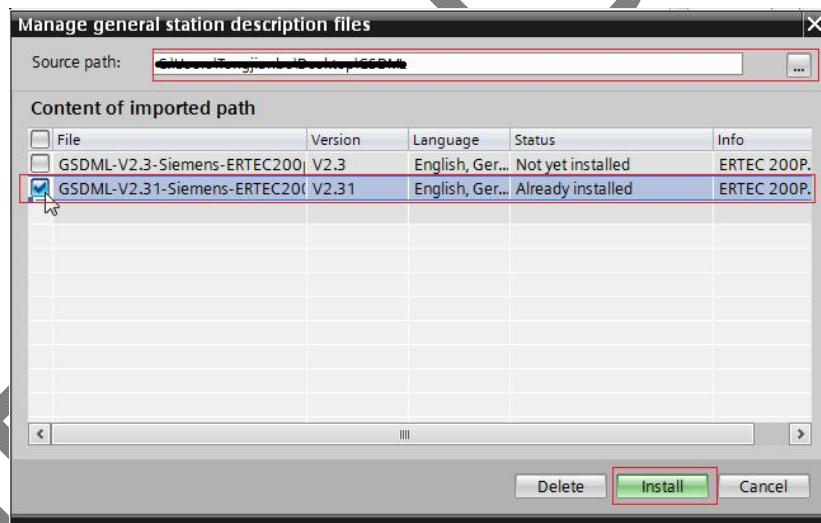 Manage general station description files
Source path:
...
Content of imported path
File Version Language Status Info
GSDML-V2.3-Siemens-ERTEC200 V2.3 English, Ger... Not yet installed ERTEC 200P.
GSDML-V2.31-Siemens-ERTEC20 V2.31 English, Ger... Already installed ERTEC 200P.
Delete Install Cancel